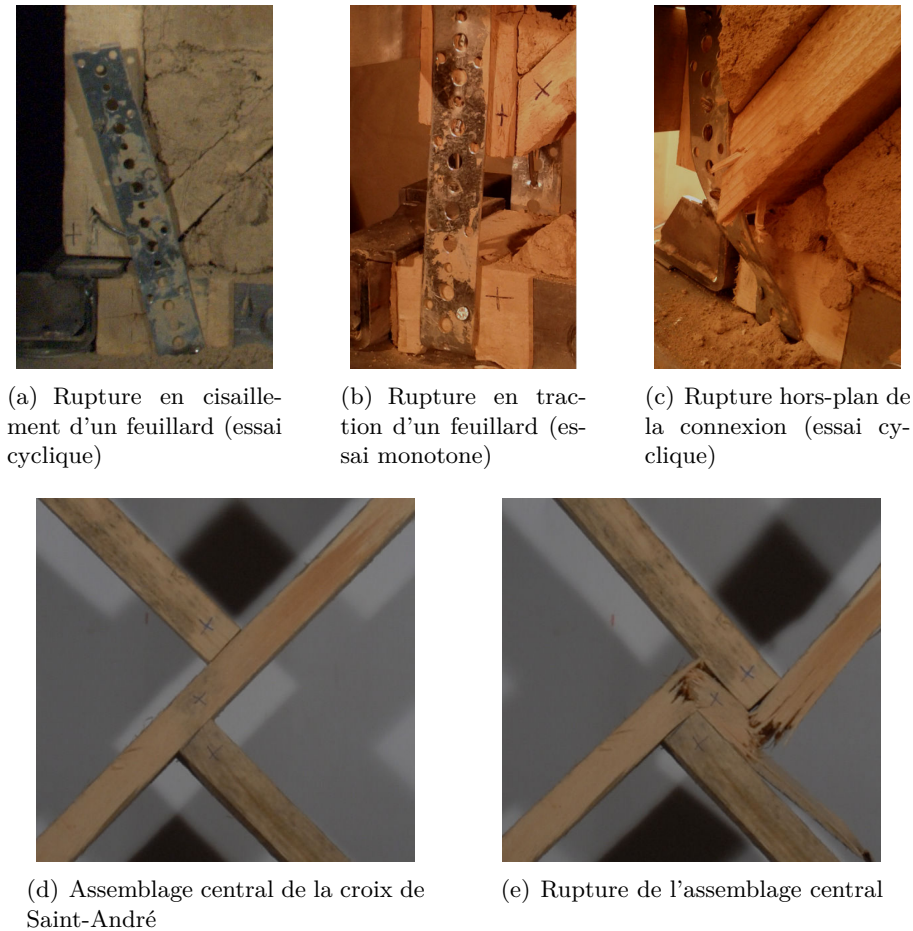 (a) Rupture en cisaille-
ment d'un feuillard (essai
cyclique)
(b) Rupture en trac-
tion d'un feuillard (es-
sai monotone)
(c) Rupture hors-plan de
la connexion (essai cy-
clique)
(d) Assemblage central de la croix de
Saint-André
(e) Rupture de l'assemblage central